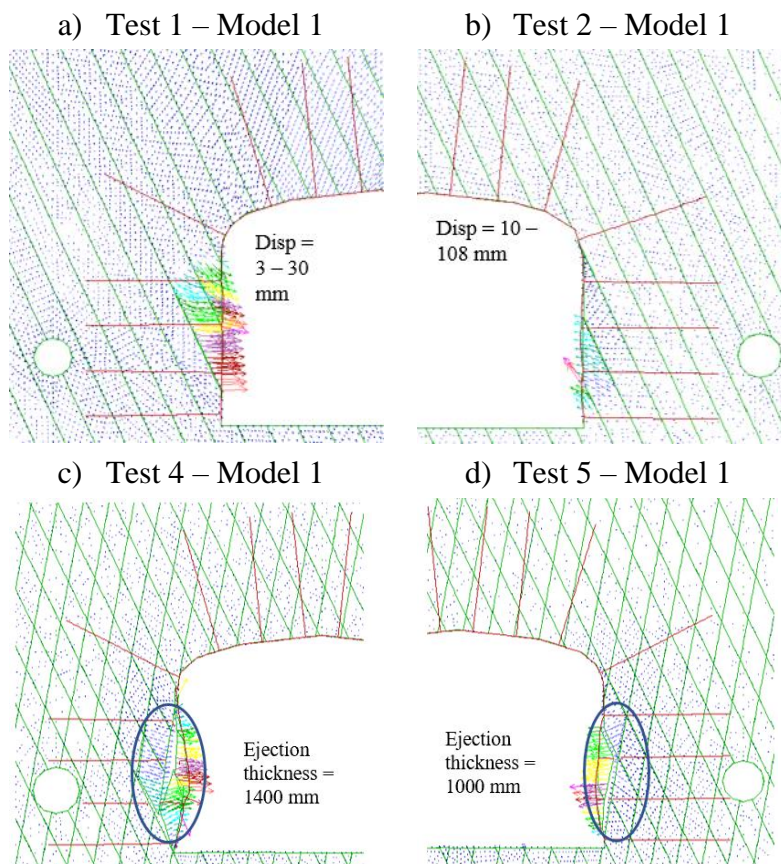 a) Test 1 – Model 1
b) Test 2 – Model 1
Disp =
3 – 30
mm
Disp = 10 –
108 mm
c) Test 4 – Model 1
d) Test 5 – Model 1
Ejection
thickness =
1400 mm
Ejection
thickness =
1000 mm